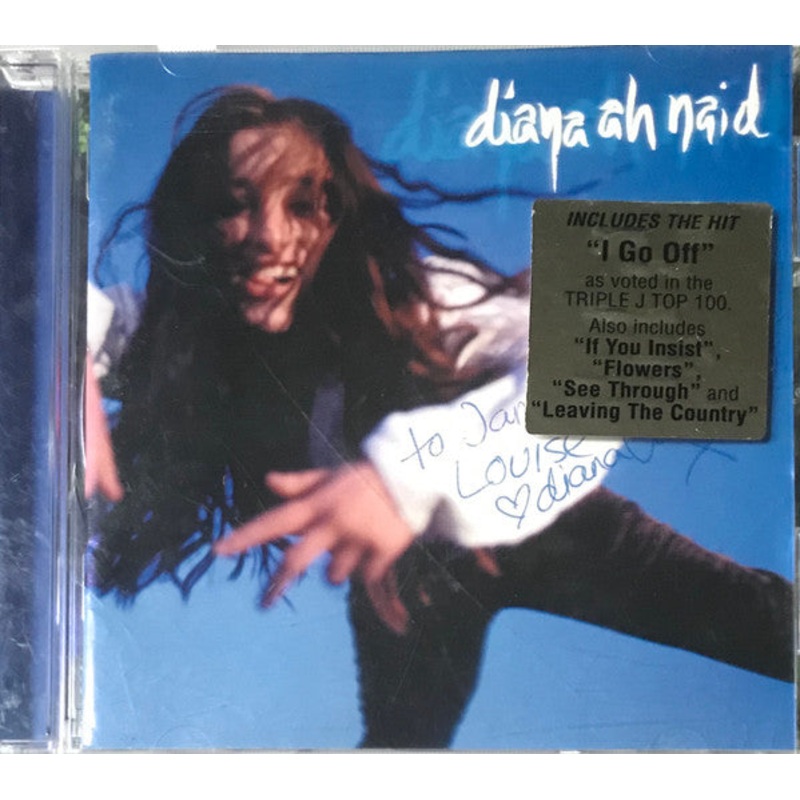 diana ah naid
INCLUDES THE HIT
"I Go Off"
as voted in the
TRIPLE J TOP 100.
Also includes
"If You Insist",
"Flowers",
"See Through" and
"Leaving The Country"
to
Louise
diana